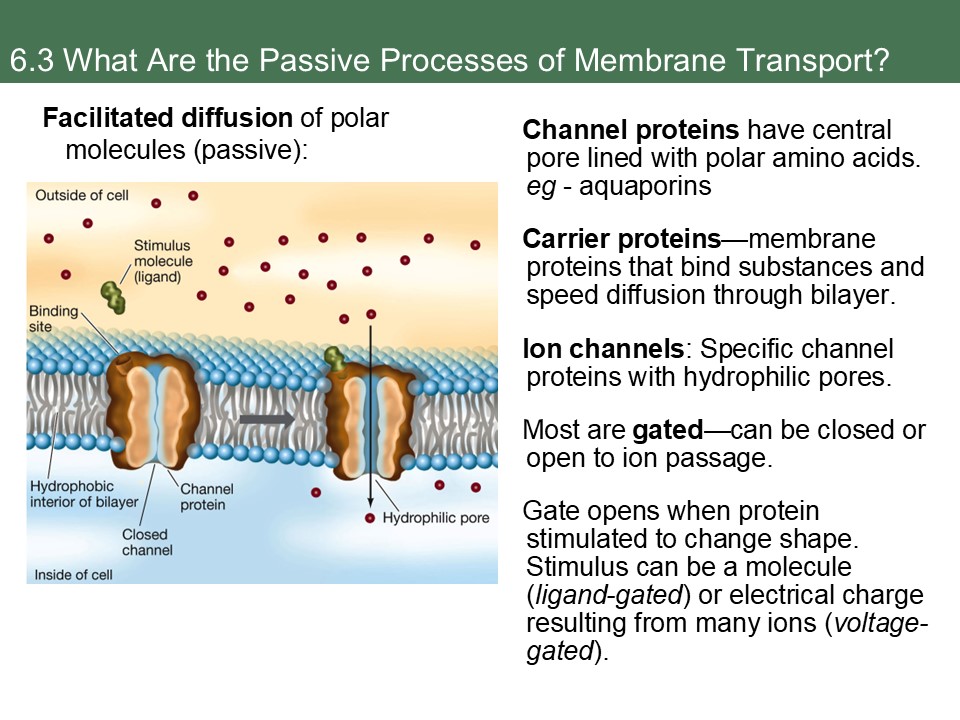 6.3 What Are the Passive Processes of Membrane Transport?
Facilitated diffusion of polar
molecules (passive):
Outside of cell
Stimulus
molecule
(ligand)
Binding
site
Hydrophobic
interior of bilayer
Channel
protein
Closed
channel
Hydrophilic pore
Inside of cell
Channel proteins have central
pore lined with polar amino acids.
eg - aquaporins
Carrier proteins—membrane
proteins that bind substances and
speed diffusion through bilayer.
Ion channels: Specific channel
proteins with hydrophilic pores.
Most are gated—can be closed or
open to ion passage.
Gate opens when protein
stimulated to change shape.
Stimulus can be a molecule
(ligand-gated) or electrical charge
resulting from many ions (voltage-
gated).